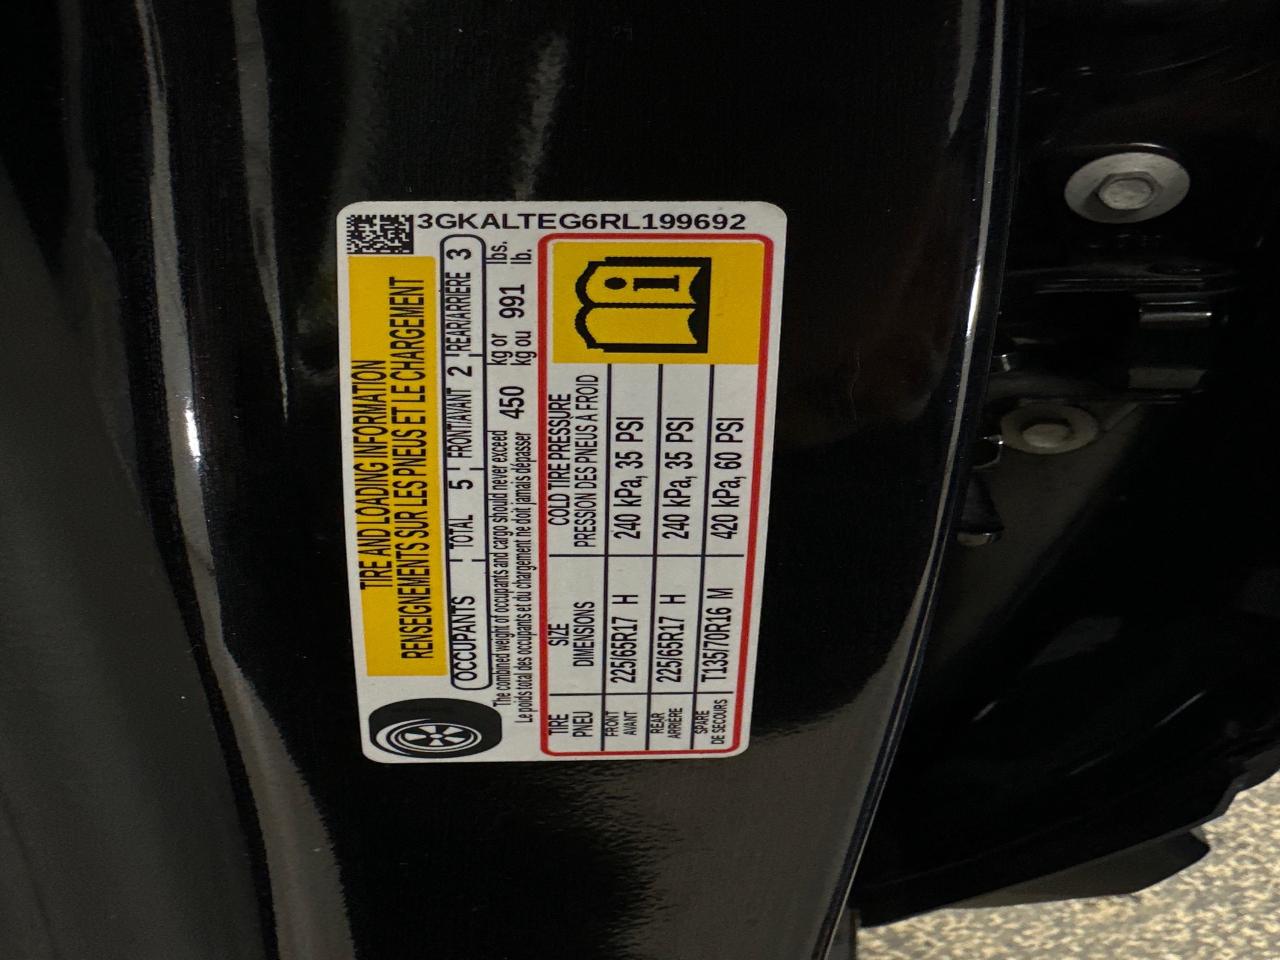 3GKALTEG6RL199692
TIRE AND LOADING INFORMATION
RENSEIGNEMENTS SUR LES PNEUS ET LE CHARGEMENT
OCCUPANTS TOTAL 5 FRONT/AVANT 2 REAR/ARRIÈRE 3
The combined weight of occupants and cargo should never exceed 450 kg or 991 lbs.
Le poids total des occupants et du chargement ne doit jamais dépasser kg ou lb.
TIRE SIZE COLD TIRE PRESSURE
PNEU DIMENSIONS PRESSION DES PNEUS A FROID
FRONT
AVANT 225/65R17 H 240 kPa, 35 PSI
REAR
ARRIÈRE 225/65R17 H 240 kPa, 35 PSI
SPARE
DE SECOURS T135/70R16 M 420 kPa, 60 PSI
i